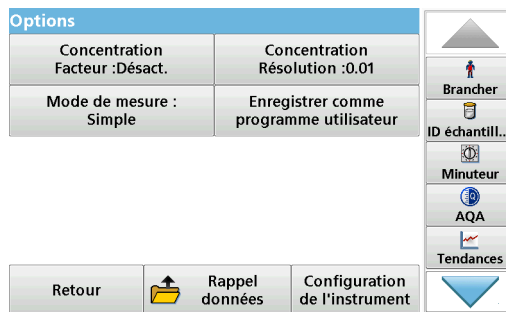 Options
Concentration
Facteur :Désact.
Concentration
Résolution :0.01
Mode de mesure :
Simple
Enregistrer comme
programme utilisateur
Brancher
ID échantill..
Minuteur
AQA
Tendances
Retour
Rappel
données
Configuration
de l'instrument